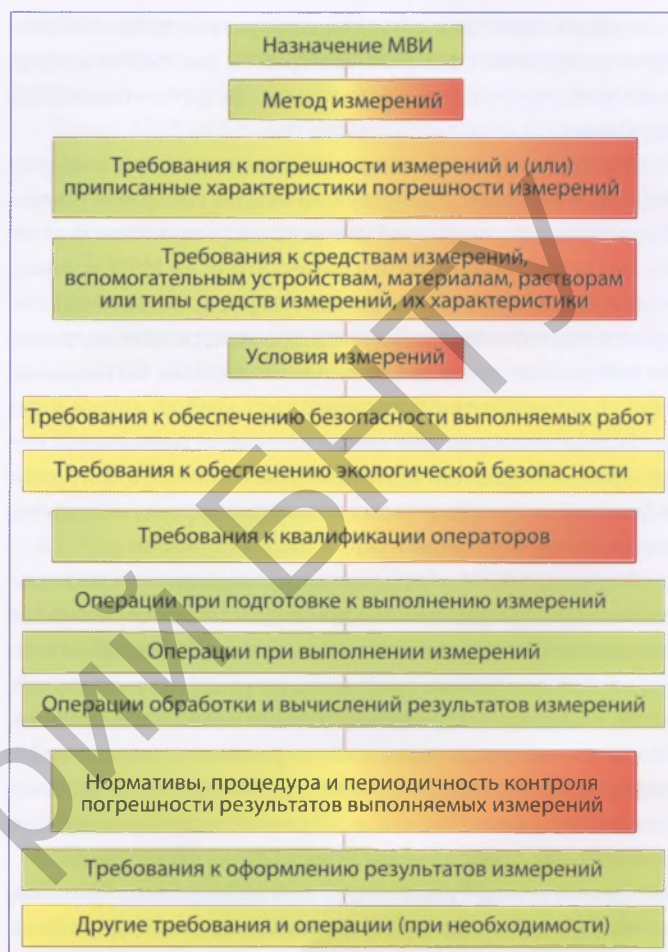 Назначение МВИ
Метод измерений
Требования к погрешности измерений и (или)
приписанные характеристики погрешности измерений
Требования к средствам измерений,
вспомогательным устройствам, материалам, растворам
или типы средств измерений, их характеристики
Условия измерений
Требования к обеспечению безопасности выполняемых работ
Требования к обеспечению экологической безопасности
Требования к квалификации операторов
Операции при подготовке к выполнению измерений
Операции при выполнении измерений
Операции обработки и вычислений результатов измерений
Нормативы, процедура и периодичность контроля
погрешности результатов выполняемых измерений
Требования к оформлению результатов измерений
Другие требования и операции (при необходимости)
рий БНТУ